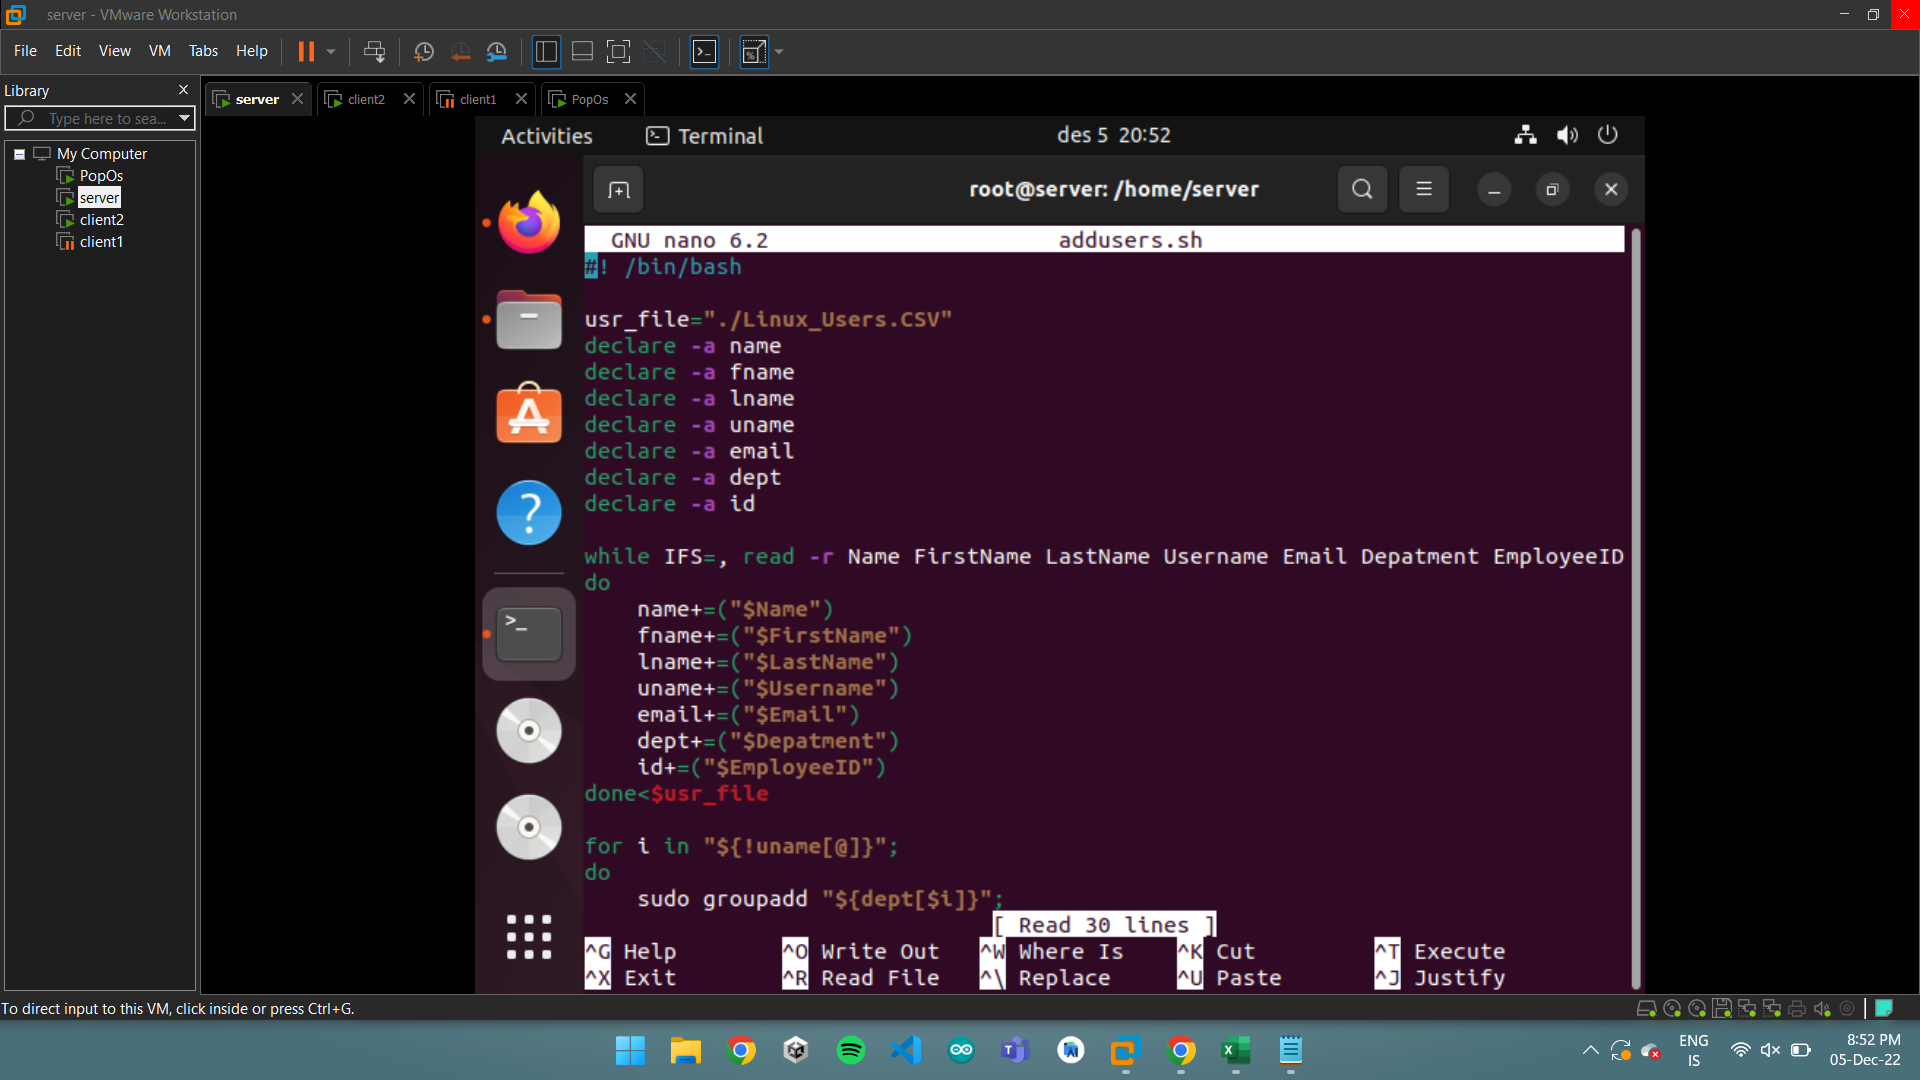 server - VMware Workstation
File Edit View VM Tabs Help
Library
Type here to sea...
My Computer
PopOs
server
client2
client1
server client2 client1 PopOs
Activities Terminal des 5 20:52
root@server: /home/server
GNU nano 6.2 addusers.sh
#! /bin/bash
usr_file="./Linux_Users.CSV"
declare -a name
declare -a fname
declare -a lname
declare -a uname
declare -a email
declare -a dept
declare -a id
while IFS=, read -r Name FirstName LastName Username Email Depatment EmployeeID
do
name+=("$Name")
fname+=("$FirstName")
lname+=("$LastName")
uname+=("$Username")
email+=("$Email")
dept+=("$Depatment")
id+=("$EmployeeID")
done<$usr_file
for i in "${!uname[@]}";
do
sudo groupadd "${dept[$i]}";
[ Read 30 lines ]
^G Help ^O Write Out ^W Where Is ^K Cut ^T Execute
^X Exit ^R Read File ^\ Replace ^U Paste ^J Justify
To direct input to this VM, click inside or press Ctrl+G.
ENG
IS
8:52 PM
05-Dec-22